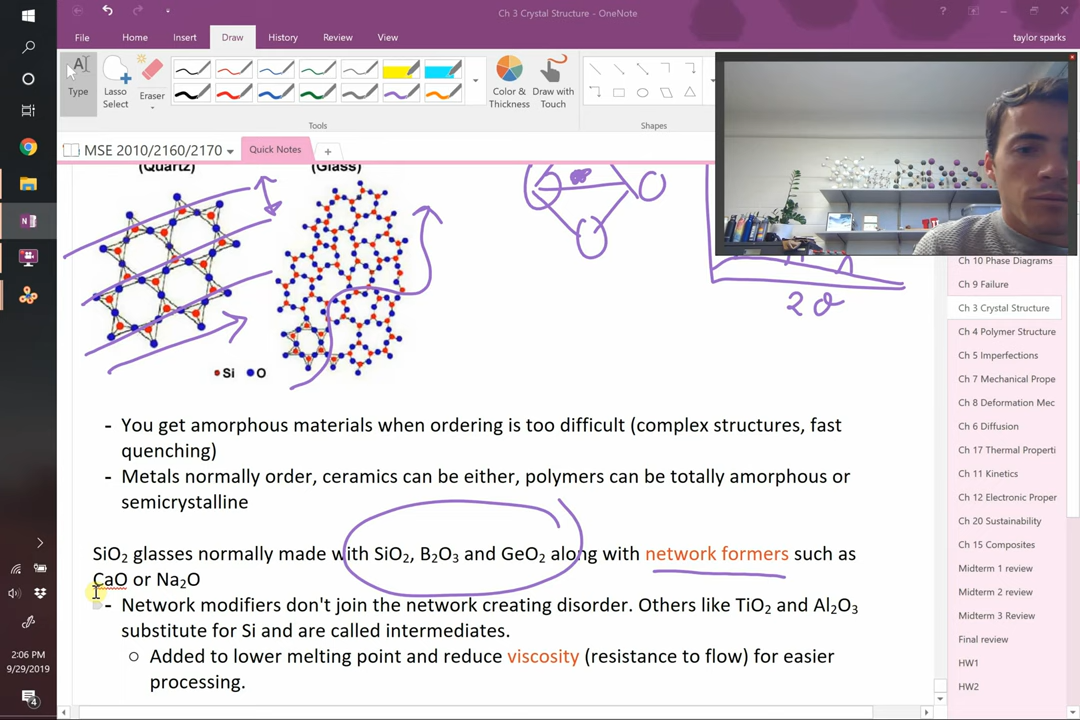 Ch 3 Crystal Structure - OneNote
?
File
Home
Insert
Draw
History
Review
View
taylor sparks
Type
Lasso
Select
Eraser
Color &
Thickness
Draw with
Touch
Tools
Shapes
MSE 2010/2160/2170
Quick Notes
+
(Quartz)
(Glass)
Si
O
2θ
- You get amorphous materials when ordering is too difficult (complex structures, fast
quenching)
- Metals normally order, ceramics can be either, polymers can be totally amorphous or
semicrystalline
SiO₂ glasses normally made with SiO₂, B₂O₃ and GeO₂ along with network formers such as
CaO or Na₂O
- Network modifiers don't join the network creating disorder. Others like TiO₂ and Al₂O₃
substitute for Si and are called intermediates.
○ Added to lower melting point and reduce viscosity (resistance to flow) for easier
processing.
Ch 10 Phase Diagrams
Ch 9 Failure
Ch 3 Crystal Structure
Ch 4 Polymer Structure
Ch 5 Imperfections
Ch 7 Mechanical Prope
Ch 8 Deformation Mec
Ch 6 Diffusion
Ch 17 Thermal Properti
Ch 11 Kinetics
Ch 12 Electronic Proper
Ch 20 Sustainability
Ch 15 Composites
Midterm 1 review
Midterm 2 review
Midterm 3 Review
Final review
HW1
HW2
2:06 PM
9/29/2019
4